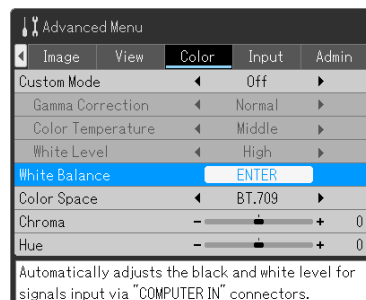 Advanced Menu
Image View Color Input Admin
Custom Mode Off
Gamma Correction Normal
Color Temperature Middle
White Level High
White Balance ENTER
Color Space BT.709
Chroma - + 0
Hue - + 0
Automatically adjusts the black and white level for
signals input via "COMPUTER IN" connectors.